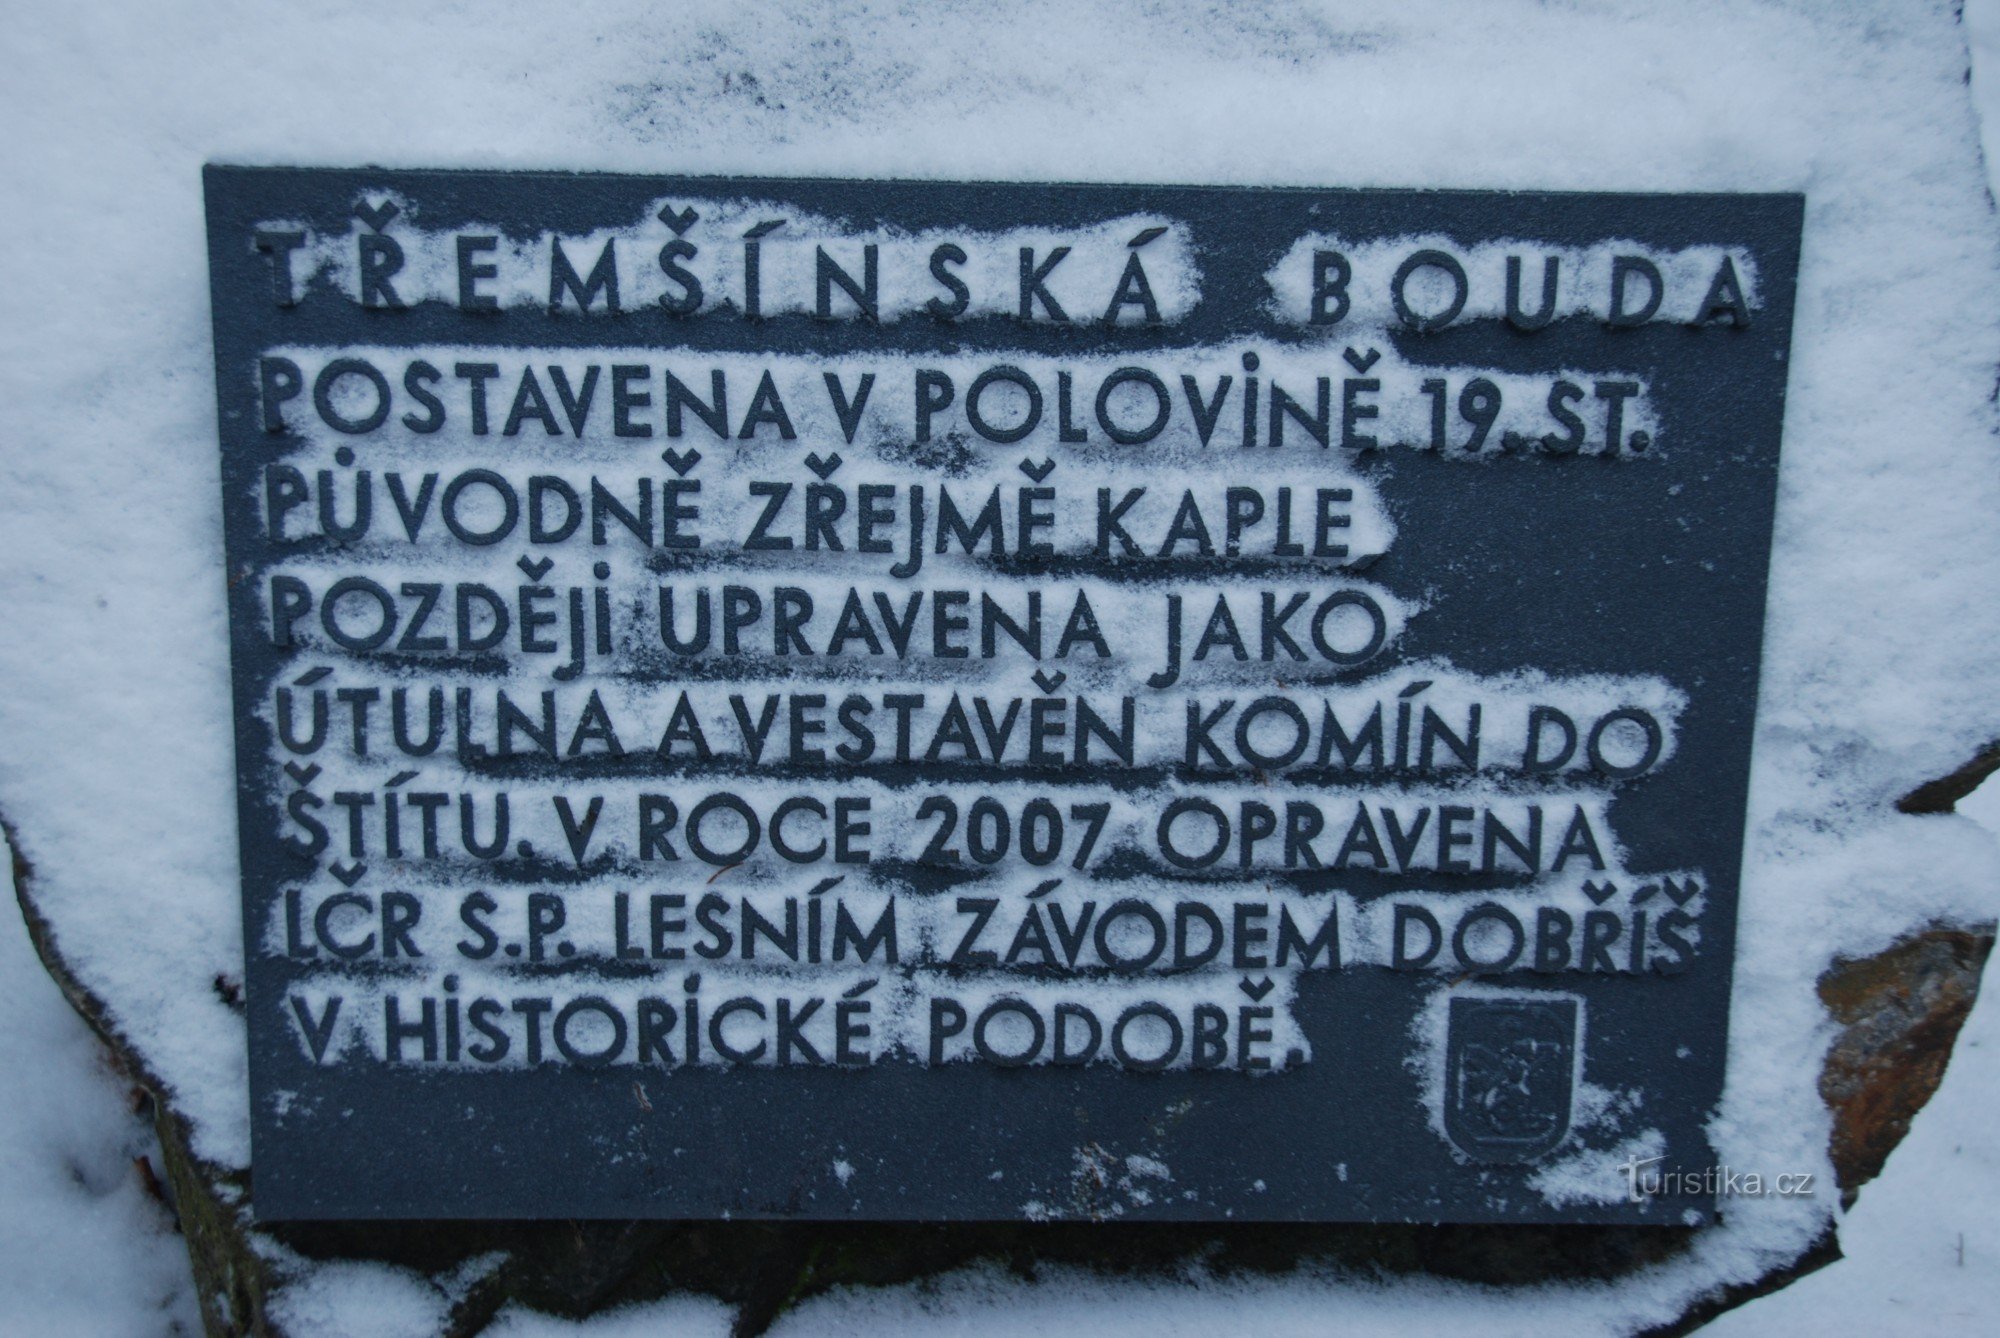 TŘEMŠÍNSKÁ BOUDA
POSTAVENA V POLOVINĚ 19. ST.
PŮVODNĚ ZŘEJMĚ KAPLE
POZDĚJI UPRAVENA JAKO
ÚTULNA A VESTAVĚN KOMÍN DO
ŠTÍTU. V ROCE 2007 OPRAVENA
LČR S.P. LESNÍM ZÁVODEM DOBŘÍŠ
V HISTORICKÉ PODOBĚ.
Turistika.cz